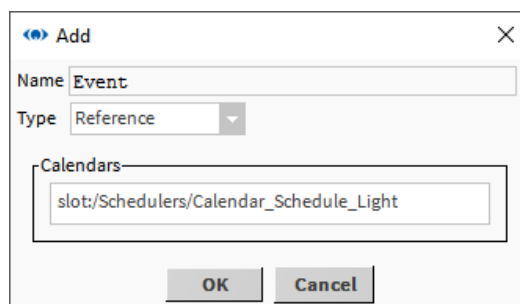 Add
Name Event
Type Reference
Calendars
slot:/Schedulers/Calendar_Schedule_Light
OK Cancel